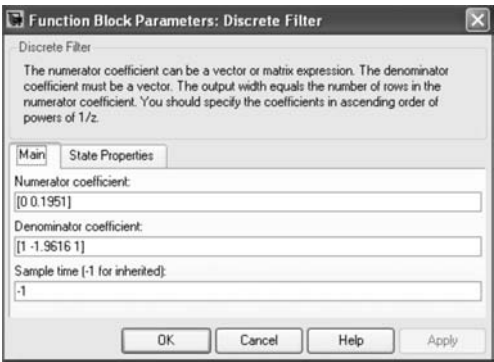 Function Block Parameters: Discrete Filter
Discrete Filter
The numerator coefficient can be a vector or matrix expression. The denominator
coefficient must be a vector. The output width equals the number of rows in the
numerator coefficient. You should specify the coefficients in ascending order of
powers of 1/z.
Main State Properties
Numerator coefficient:
[0 0.1951]
Denominator coefficient:
[1 -1.9616 1]
Sample time (-1 for inherited):
-1
OK Cancel Help Apply